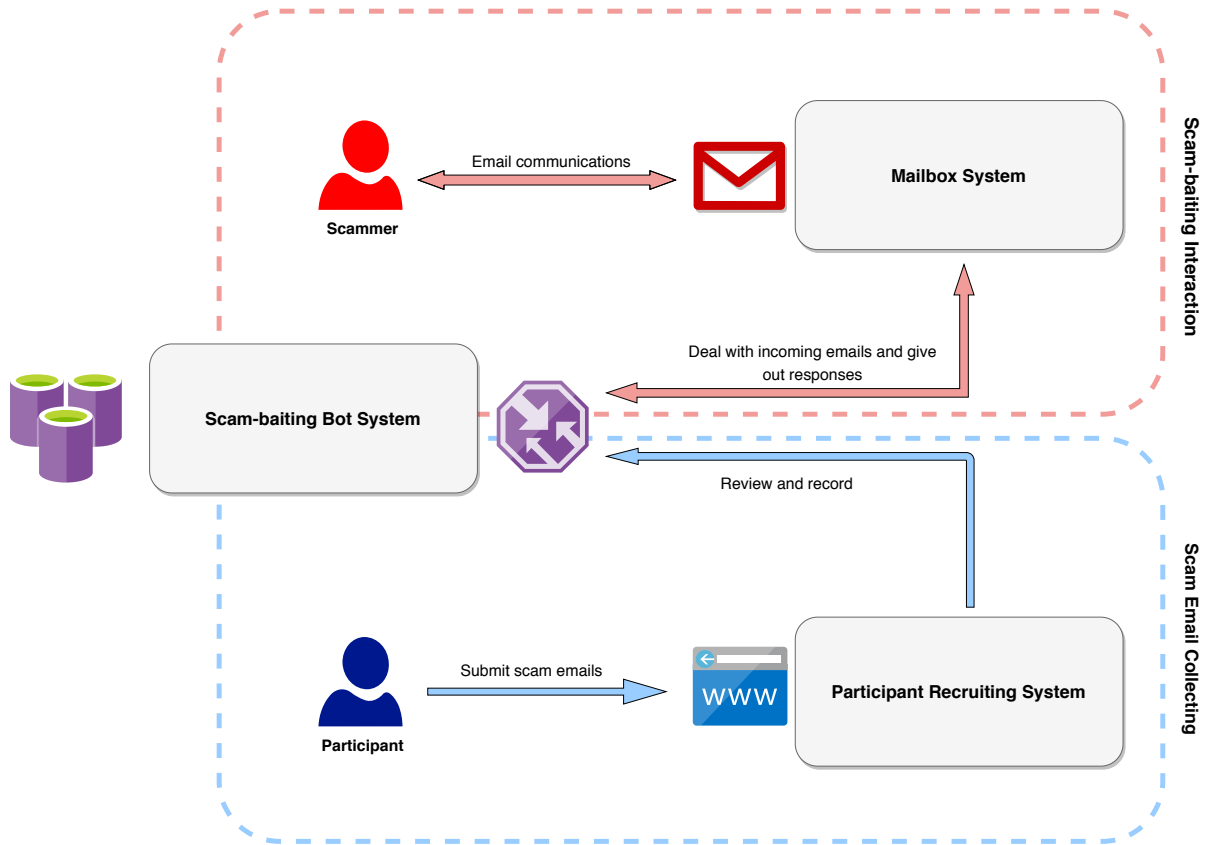 Scam-baiting Interaction
Email communications
Mailbox System
Scammer
Deal with incoming emails and give
out responses
Scam-baiting Bot System
Review and record
Scam Email Collecting
Submit scam emails
WWW
Participant Recruiting System
Participant